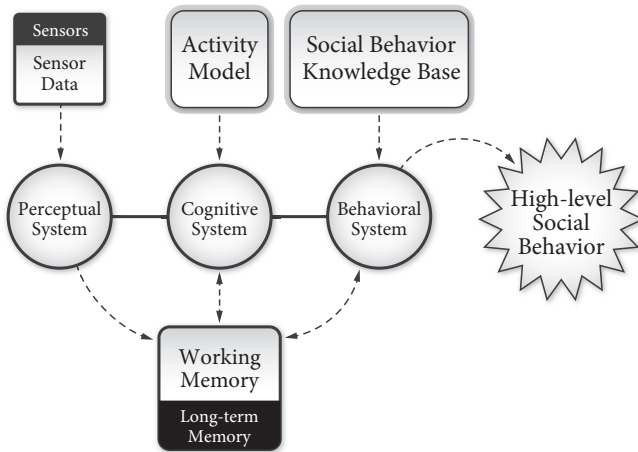 Sensors
Sensor
Data
Activity
Model
Social Behavior
Knowledge Base
Perceptual
System
Cognitive
System
Behavioral
System
High-level
Social
Behavior
Working
Memory
Long-term
Memory